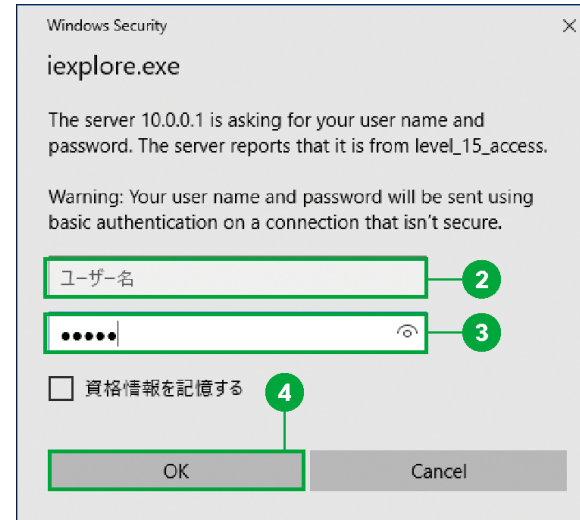 Windows Security
iexplore.exe
The server 10.0.0.1 is asking for your user name and
password. The server reports that it is from level_15_access.
Warning: Your user name and password will be sent using
basic authentication on a connection that isn't secure.
ユーザー名
2
●●●●●
3
資格情報を記憶する
4
OK
Cancel